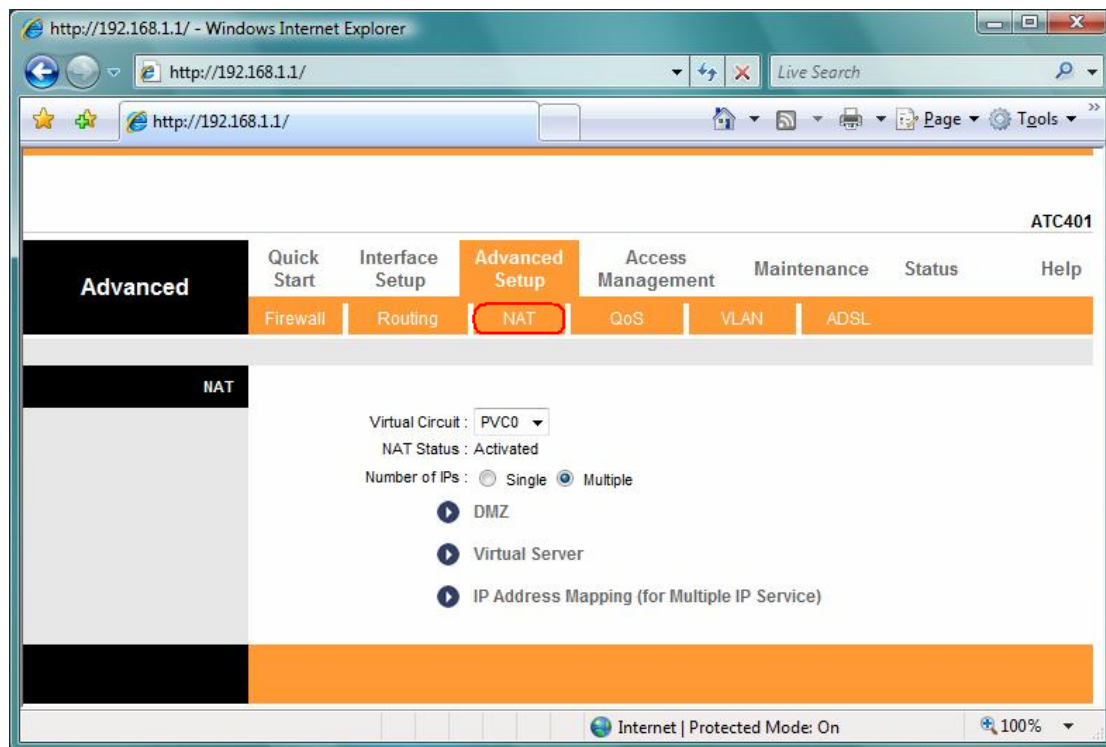 http://192.168.1.1/ - Windows Internet Explorer
http://192.168.1.1/
Live Search
http://192.168.1.1/
Page
Tools
ATC401
Advanced
Quick Start
Interface Setup
Advanced Setup
Access Management
Maintenance
Status
Help
Firewall
Routing
NAT
QoS
VLAN
ADSL
NAT
Virtual Circuit : PVC0
NAT Status : Activated
Number of IPs : Single Multiple
DMZ
Virtual Server
IP Address Mapping (for Multiple IP Service)
Internet | Protected Mode: On
100%